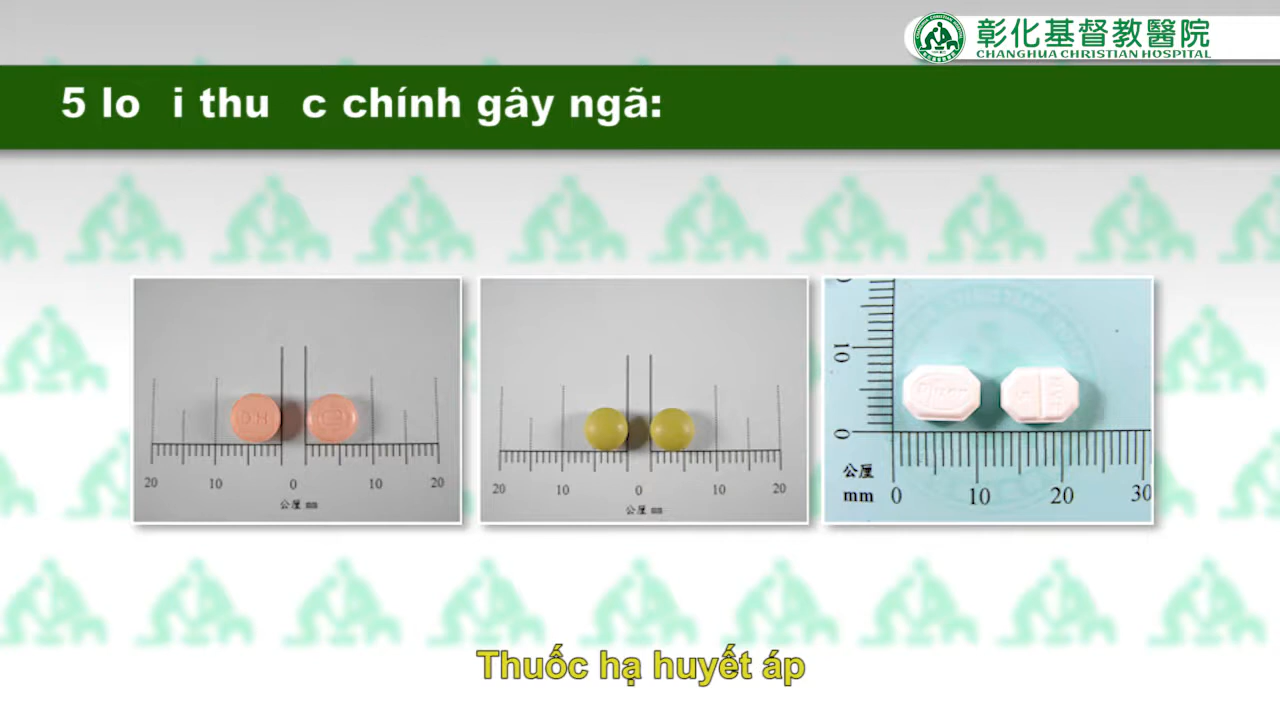 彰化基督教醫院
CHANGHUA CHRISTIAN HOSPITAL
5 lo i thu c chính gây ngã:
20 10 0 10 20
公厘 mm
20 10 0 10 20
公厘 mm
10
0
公厘
mm 0 10 20 30
Pfizer
Thuốc hạ huyết áp